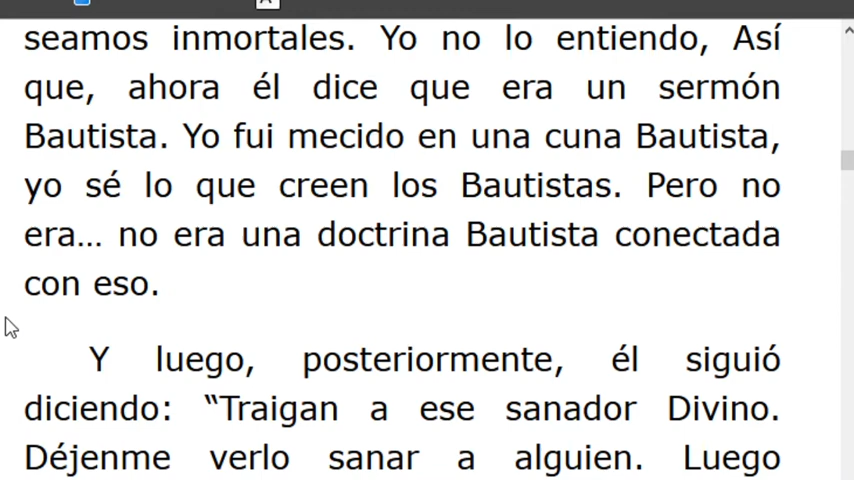 seamos inmortales. Yo no lo entiendo, Así
que, ahora él dice que era un sermón
Bautista. Yo fui mecido en una cuna Bautista,
yo sé lo que creen los Bautistas. Pero no
era... no era una doctrina Bautista conectada
con eso.
Y luego, posteriormente, él siguió
diciendo: “Traigan a ese sanador Divino.
Déjenme verlo sanar a alguien. Luego